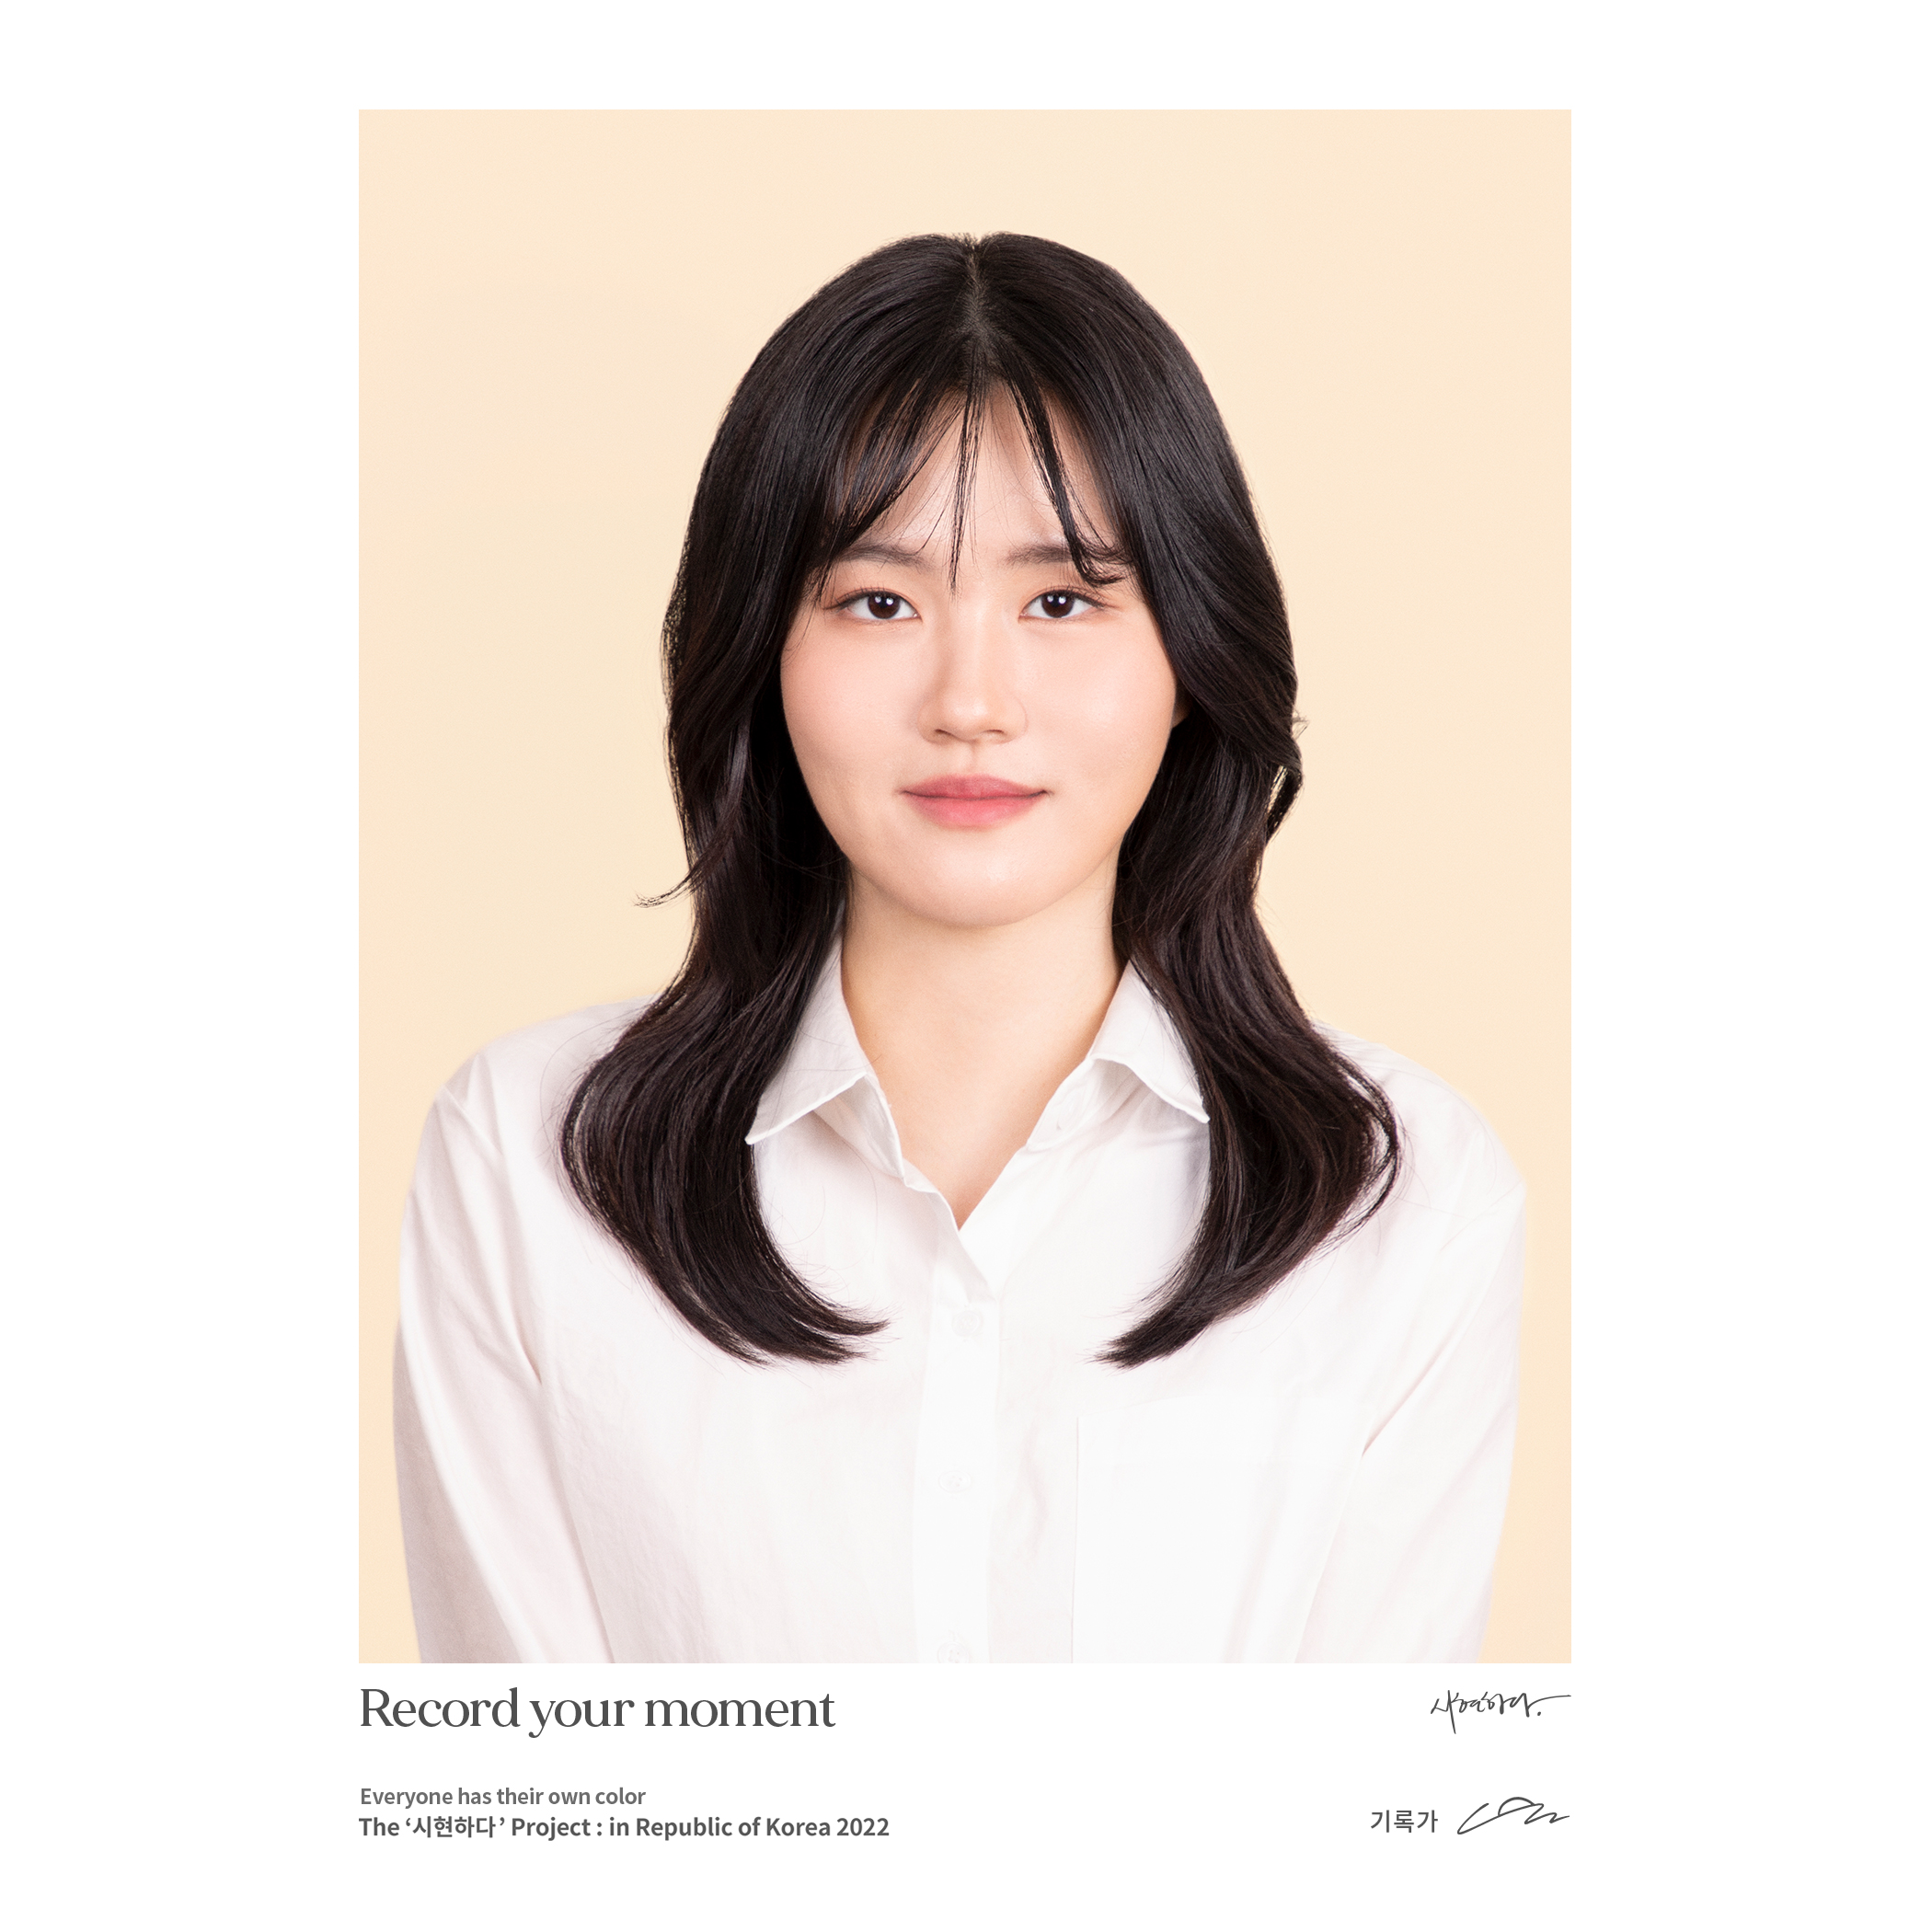 Record your moment
시현하다.
Everyone has their own color
The ‘시현하다’ Project : in Republic of Korea 2022
기록가